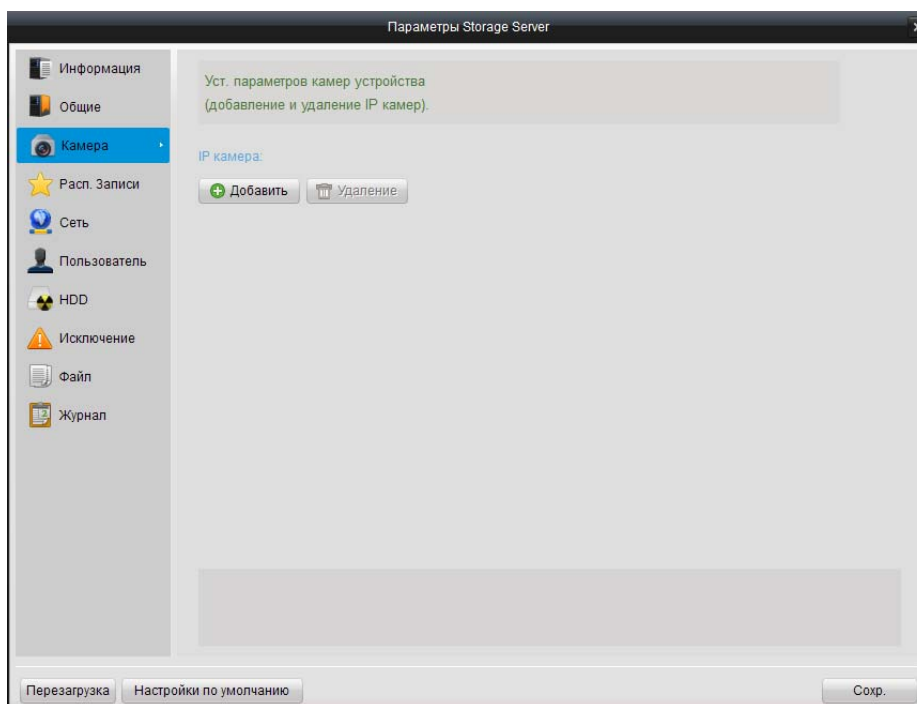 Параметры Storage Server
Информация
Общие
Камера
Расп. Записи
Сеть
Пользователь
HDD
Исключение
Файл
Журнал
Уст. параметров камер устройства
(добавление и удаление IP камер).
IP камера:
Добавить
Удаление
Перезагрузка
Настройки по умолчанию
Сохр.